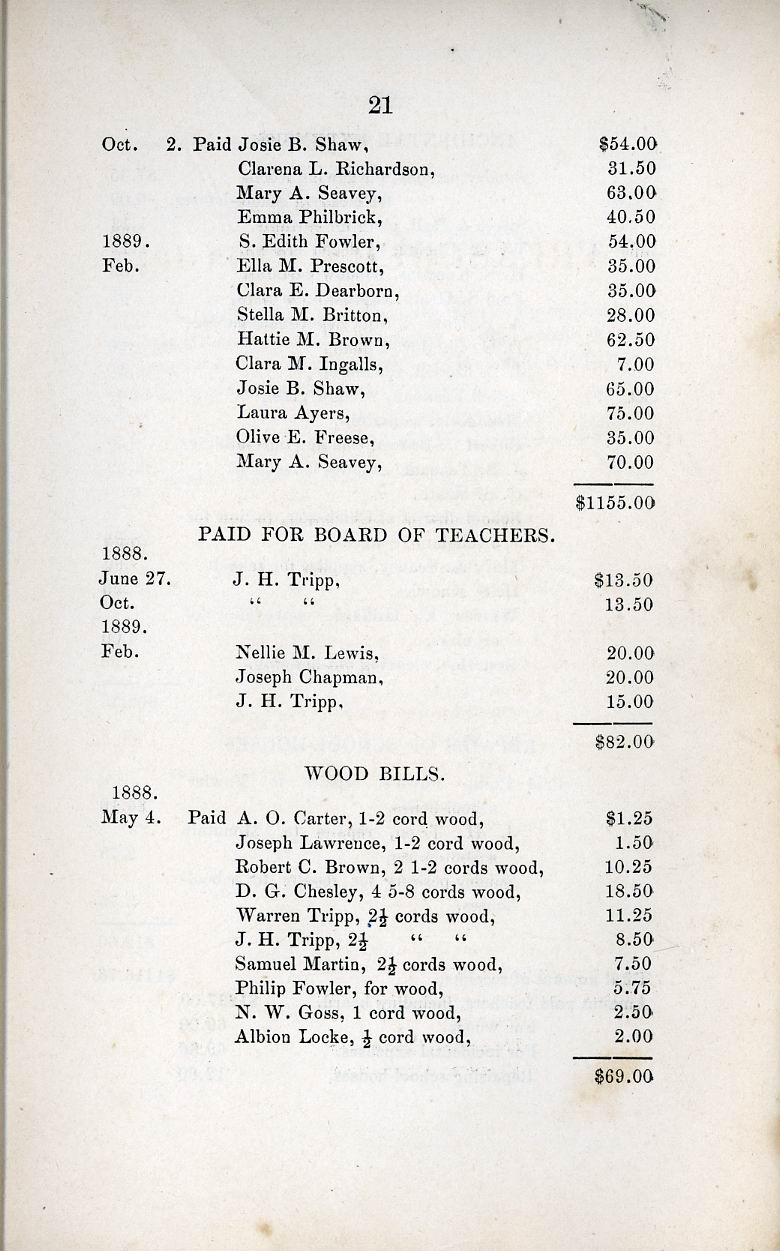 21
Oct. 2. Paid Josie B. Shaw, $54.00
Clarena L. Richardson, 31.50
Mary A. Seavey, 63.00
Emma Philbrick, 40.50
1889. S. Edith Fowler, 54.00
Feb. Ella M. Prescott, 35.00
Clara E. Dearborn, 35.00
Stella M. Britton, 28.00
Hattie M. Brown, 62.50
Clara M. Ingalls, 7.00
Josie B. Shaw, 65.00
Laura Ayers, 75.00
Olive E. Freese, 35.00
Mary A. Seavey, 70.00
$1155.00
PAID FOR BOARD OF TEACHERS.
1888.
June 27. J. H. Tripp, $13.50
Oct. “ “ 13.50
1889.
Feb. Nellie M. Lewis, 20.00
Joseph Chapman, 20.00
J. H. Tripp, 15.00
$82.00
WOOD BILLS.
1888.
May 4. Paid A. O. Carter, 1-2 cord wood, $1.25
Joseph Lawrence, 1-2 cord wood, 1.50
Robert C. Brown, 2 1-2 cords wood, 10.25
D. G. Chesley, 4 5-8 cords wood, 18.50
Warren Tripp, 2½ cords wood, 11.25
J. H. Tripp, 2½ “ “ 8.50
Samuel Martin, 2½ cords wood, 7.50
Philip Fowler, for wood, 5.75
N. W. Goss, 1 cord wood, 2.50
Albion Locke, ½ cord wood, 2.00
$69.00